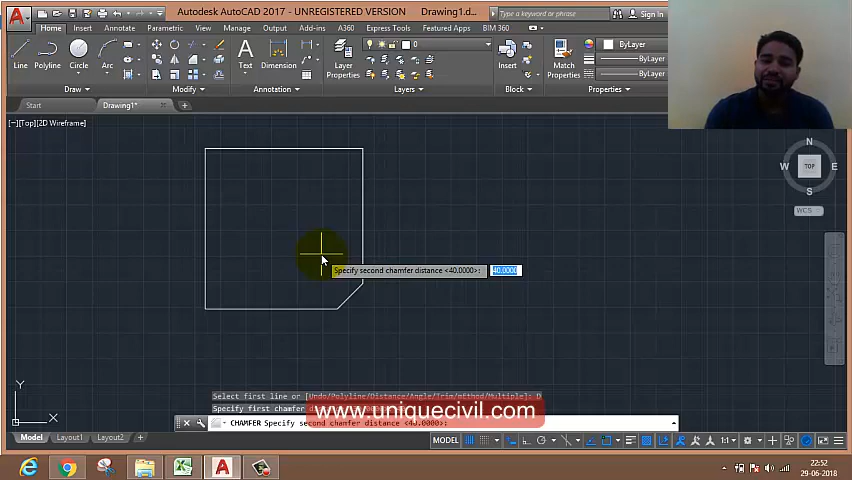 Autodesk AutoCAD 2017 - UNREGISTERED VERSION Drawing1.d...
Type a keyword or phrase
Sign In
Home Insert Annotate Parametric View Manage Output Add-ins A360 Express Tools Featured Apps BIM 360
Line Polyline Circle Arc
Text Dimension
Layer
Properties
0
Insert
Match
Properties
ByLayer
ByLayer
ByLayer
Draw Modify Annotation Layers Block Properties
Start Drawing1*
[−][Top][2D Wireframe]
N
W TOP E
S
WCS
Specify second chamfer distance <40.0000>: 40.0000
Y
X
Select first line or [Undo/Polyline/Distance/Angle/Trim/mEthod/Multiple]: D
Specify first chamfer
www.uniquecivil.com
CHAMFER Specify second chamfer distance <40.0000>:
Model Layout1 Layout2 +
MODEL 1:1
22:52
29-06-2018